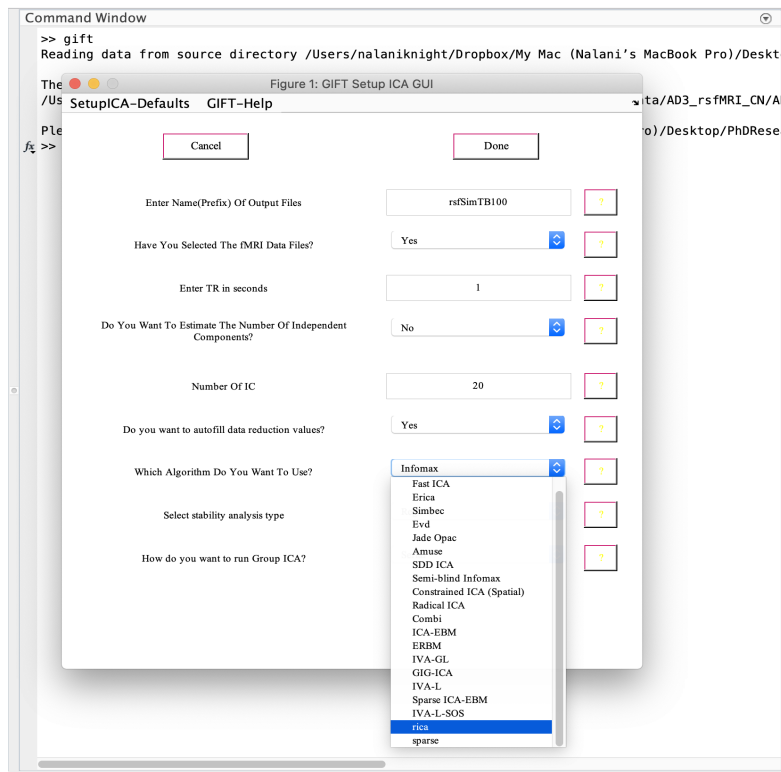 Command Window
>> gift
Reading data from source directory /Users/nalaniknight/Dropbox/My Mac (Nalani's MacBook Pro)/Deskt
The
Figure 1: GIFT Setup ICA GUI
/Us
ta/AD3_rsfMRI_CN/A
SetupICA-Defaults GIFT-Help
Ple
ro)/Desktop/PhDRese
fx >>
Cancel Done
Enter Name(Prefix) Of Output Files rsfSimTB100 ?
Have You Selected The fMRI Data Files? Yes ?
Enter TR in seconds 1 ?
Do You Want To Estimate The Number Of Independent
Components? No ?
Number Of IC 20 ?
Do you want to autofill data reduction values? Yes ?
Which Algorithm Do You Want To Use? Infomax ?
Select stability analysis type ?
How do you want to run Group ICA? ?
Fast ICA
Erica
Simbec
Evd
Jade Opac
Amuse
SDD ICA
Semi-blind Infomax
Constrained ICA (Spatial)
Radical ICA
Combi
ICA-EBM
ERBM
IVA-GL
GIG-ICA
IVA-L
Sparse ICA-EBM
IVA-L-SOS
rica
sparse